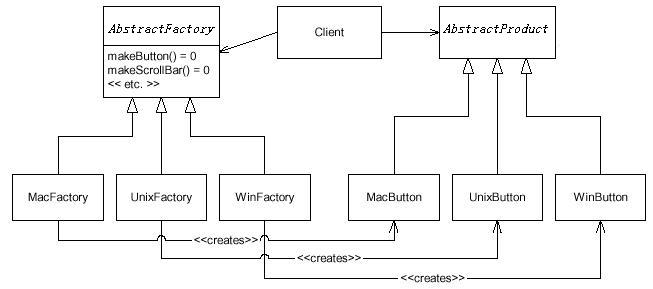 AbstractFactory
makeButton() = 0
makeScrollBar() = 0
<< etc. >>
Client
AbstractProduct
MacFactory
UnixFactory
WinFactory
MacButton
UnixButton
WinButton
<<creates>>
<<creates>>
<<creates>>